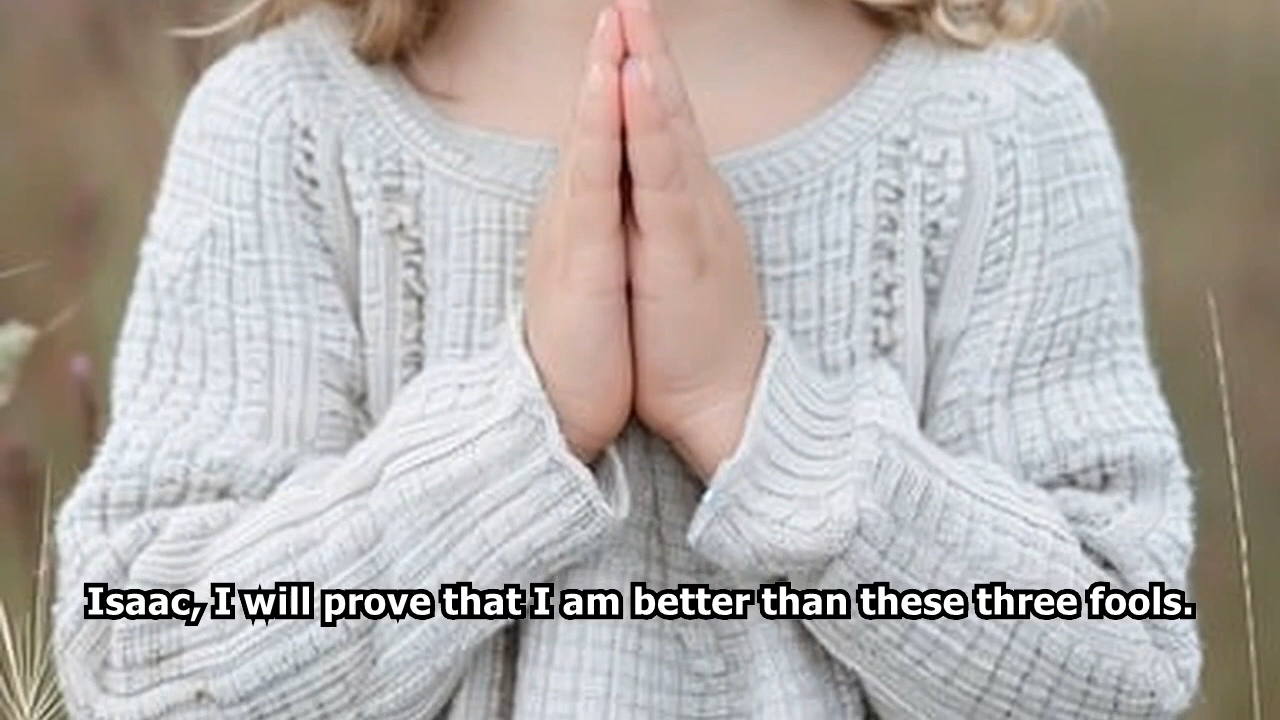 Isaac, I will prove that I am better than these three fools.